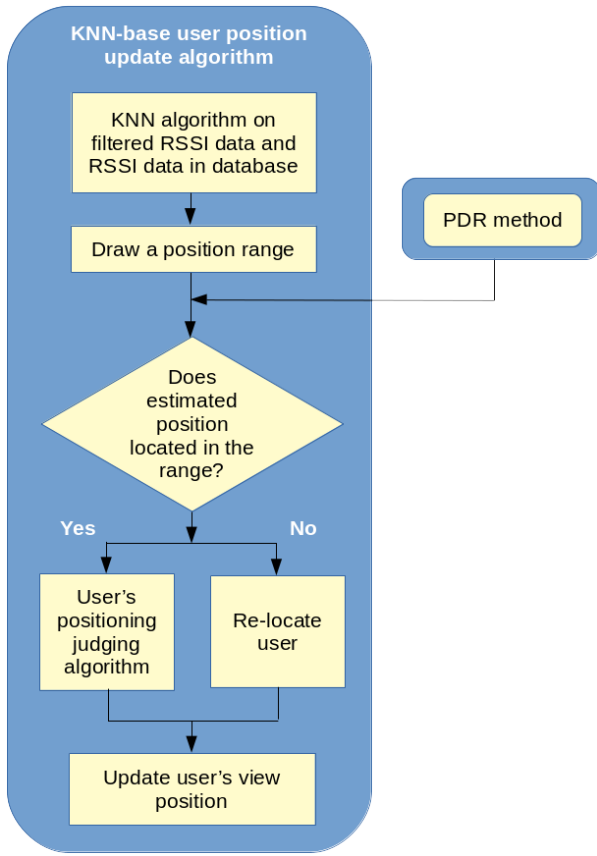 KNN-base user position
update algorithm
KNN algorithm on
filtered RSSI data and
RSSI data in database
Draw a position range
PDR method
Does
estimated
position
located in the
range?
Yes
No
User's
positioning
judging
algorithm
Re-locate
user
Update user's view
position